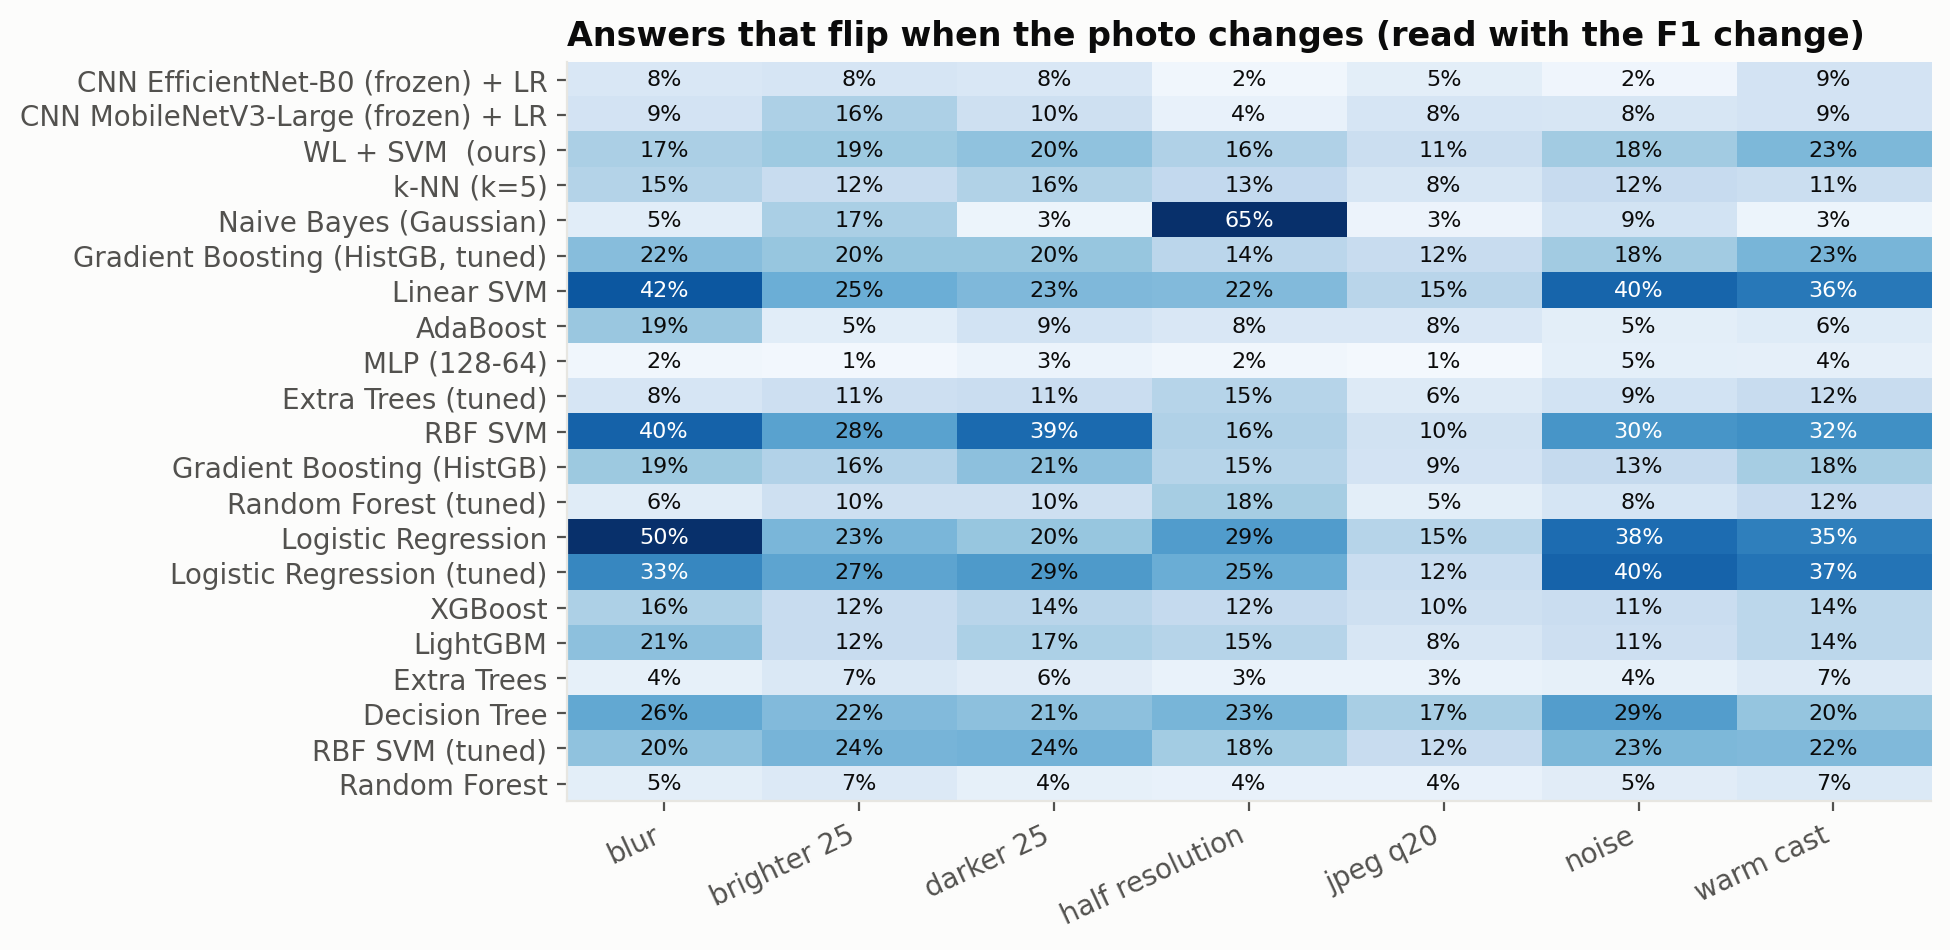 Answers that flip when the photo changes (read with the F1 change)
CNN EfficientNet-B0 (frozen) + LR 8% 8% 8% 2% 5% 2% 9%
CNN MobileNetV3-Large (frozen) + LR 9% 16% 10% 4% 8% 8% 9%
WL + SVM  (ours) 17% 19% 20% 16% 11% 18% 23%
k-NN (k=5) 15% 12% 16% 13% 8% 12% 11%
Naive Bayes (Gaussian) 5% 17% 3% 65% 3% 9% 3%
Gradient Boosting (HistGB, tuned) 22% 20% 20% 14% 12% 18% 23%
Linear SVM 42% 25% 23% 22% 15% 40% 36%
AdaBoost 19% 5% 9% 8% 8% 5% 6%
MLP (128-64) 2% 1% 3% 2% 1% 5% 4%
Extra Trees (tuned) 8% 11% 11% 15% 6% 9% 12%
RBF SVM 40% 28% 39% 16% 10% 30% 32%
Gradient Boosting (HistGB) 19% 16% 21% 15% 9% 13% 18%
Random Forest (tuned) 6% 10% 10% 18% 5% 8% 12%
Logistic Regression 50% 23% 20% 29% 15% 38% 35%
Logistic Regression (tuned) 33% 27% 29% 25% 12% 40% 37%
XGBoost 16% 12% 14% 12% 10% 11% 14%
LightGBM 21% 12% 17% 15% 8% 11% 14%
Extra Trees 4% 7% 6% 3% 3% 4% 7%
Decision Tree 26% 22% 21% 23% 17% 29% 20%
RBF SVM (tuned) 20% 24% 24% 18% 12% 23% 22%
Random Forest 5% 7% 4% 4% 4% 5% 7%
blur brighter 25 darker 25 half resolution jpeg q20 noise warm cast